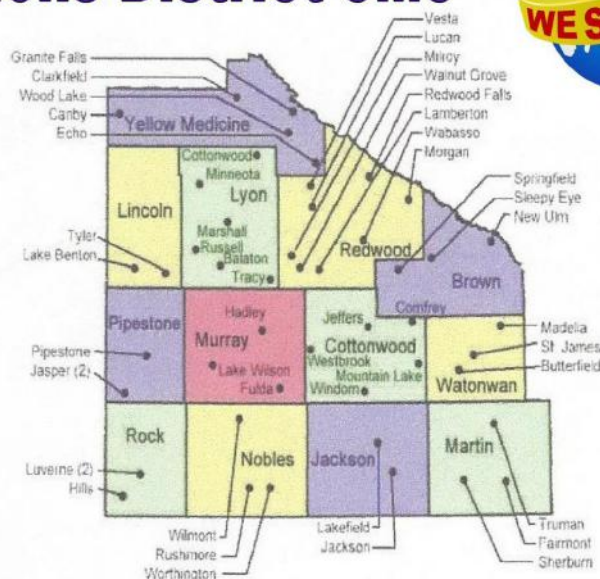 WE S
Vesta
Lucan
Milroy
Walnut Grove
Redwood Falls
Lamberton
Wabasso
Morgan
Granite Falls
Clarkfield
Wood Lake
Canby
Echo
Yellow Medicine
Cottonwood
Minneota
Lyon
Lincoln
Marshall
Russell
Balaton
Tracy
Tyler
Lake Benton
Redwood
Springfield
Sleepy Eye
New Ulm
Brown
Pipestone
Pipestone
Jasper (2)
Hadley
Murray
Lake Wilson
Fulda
Jeffers
Comfrey
Cottonwood
Westbrook
Mountain Lake
Windom
Madelia
St. James
Butterfield
Watonwan
Rock
Luverne (2)
Hills
Nobles
Wilmont
Rushmore
Worthington
Jackson
Lakefield
Jackson
Martin
Truman
Fairmont
Sherburn